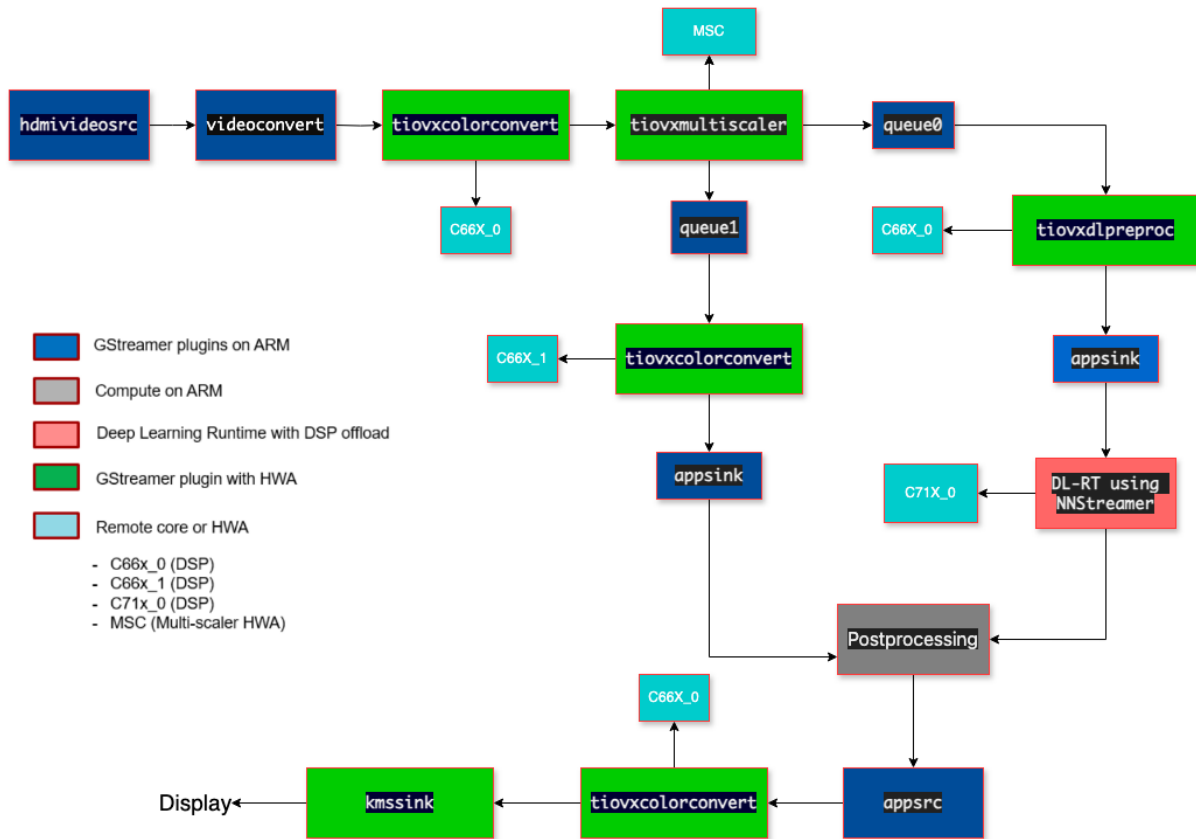 MSC
hdmivideosrc
videoconvert
tiovxcolorconvert
tiovxmultiscaler
queue0
C66X_0
queue1
C66X_0
tiovxdlpreproc
GStreamer plugins on ARM
C66X_1
tiovxcolorconvert
appsink
Compute on ARM
Deep Learning Runtime with DSP offload
GStreamer plugin with HWA
appsink
C71X_0
DL-RT using
NNStreamer
Remote core or HWA
- C66x_0 (DSP)
- C66x_1 (DSP)
- C71x_0 (DSP)
- MSC (Multi-scaler HWA)
Postprocessing
C66X_0
Display
kmssink
tiovxcolorconvert
appsrc